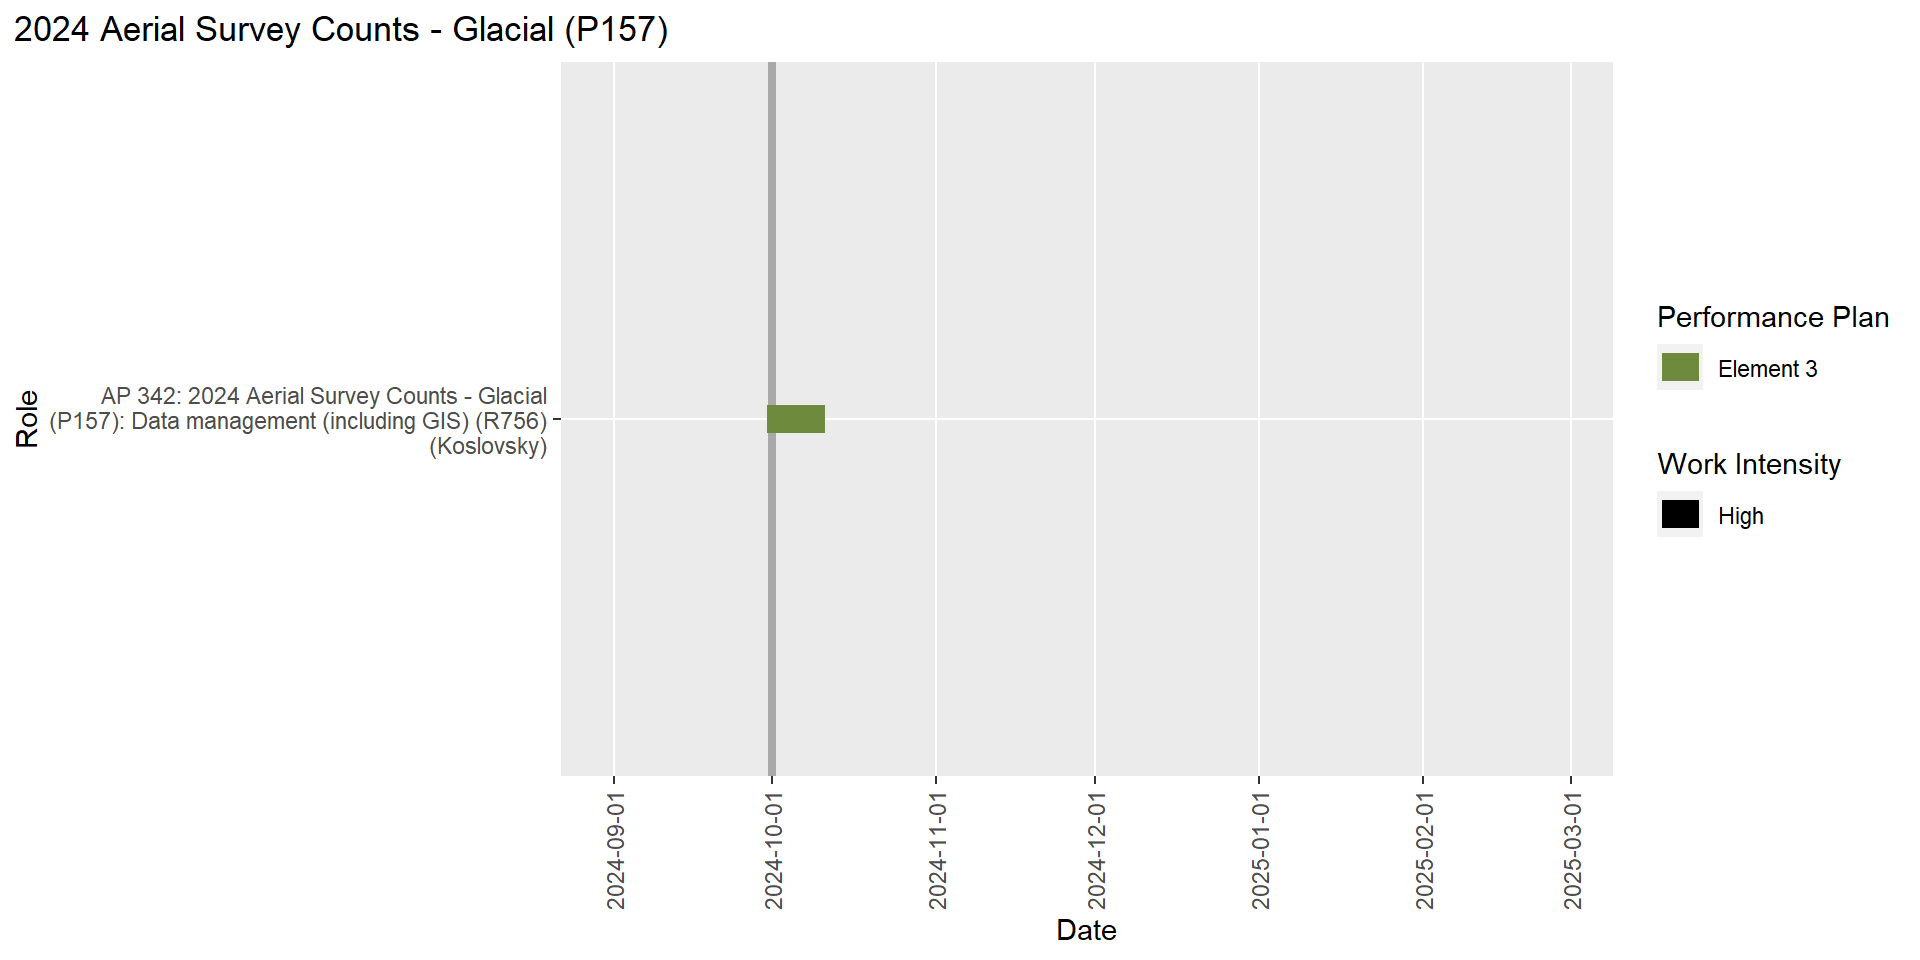 2024 Aerial Survey Counts - Glacial (P157)
Role
AP 342: 2024 Aerial Survey Counts - Glacial
(P157): Data management (including GIS) (R756)
(Koslovsky)
2024-09-01
2024-10-01
2024-11-01
2024-12-01
2025-01-01
2025-02-01
2025-03-01
Date
Performance Plan
Element 3
Work Intensity
High